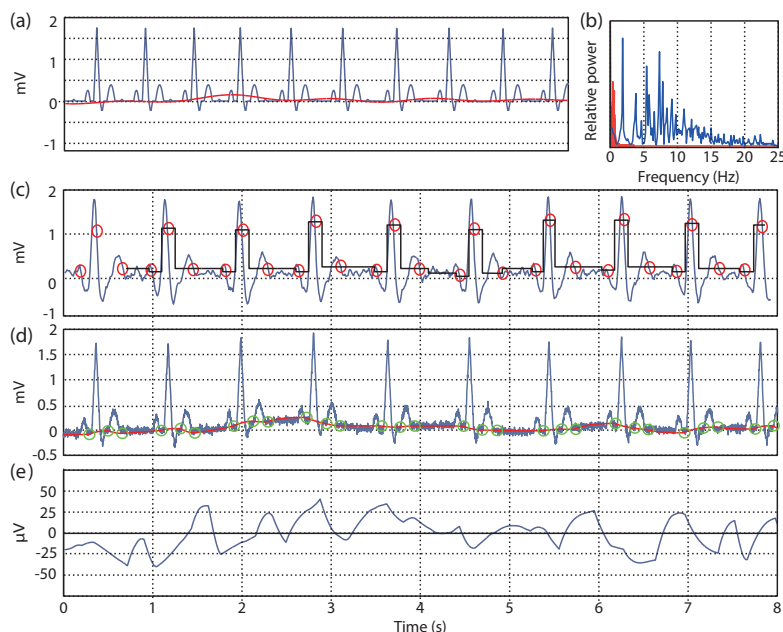 (a)
2
1
0
-1
mV
(b)
Relative power
0 5 10 15 20 25
Frequency (Hz)
(c)
2
1
0
-1
mV
(d)
2
1.5
1
0.5
0
-0.5
mV
(e)
50
25
0
-25
-50
μV
0 1 2 3 4 5 6 7 8
Time (s)